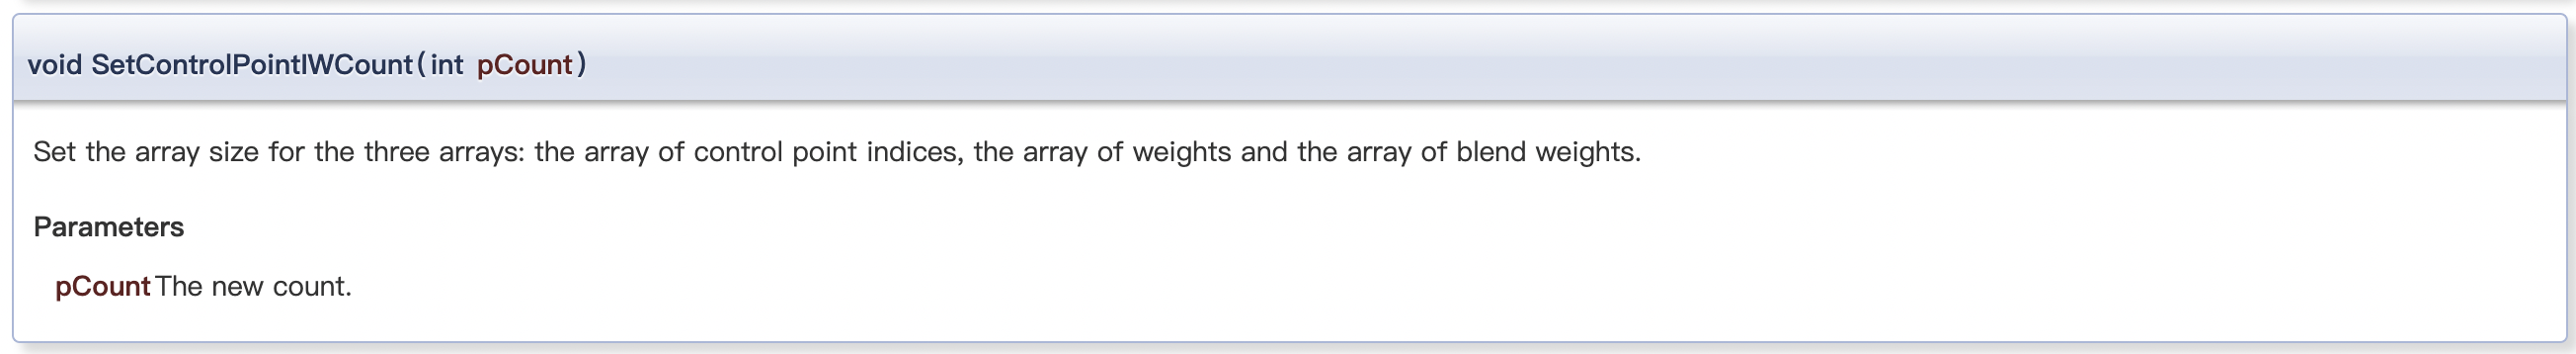 void SetControlPointIWCount(int pCount)
Set the array size for the three arrays: the array of control point indices, the array of weights and the array of blend weights.
Parameters
pCount The new count.